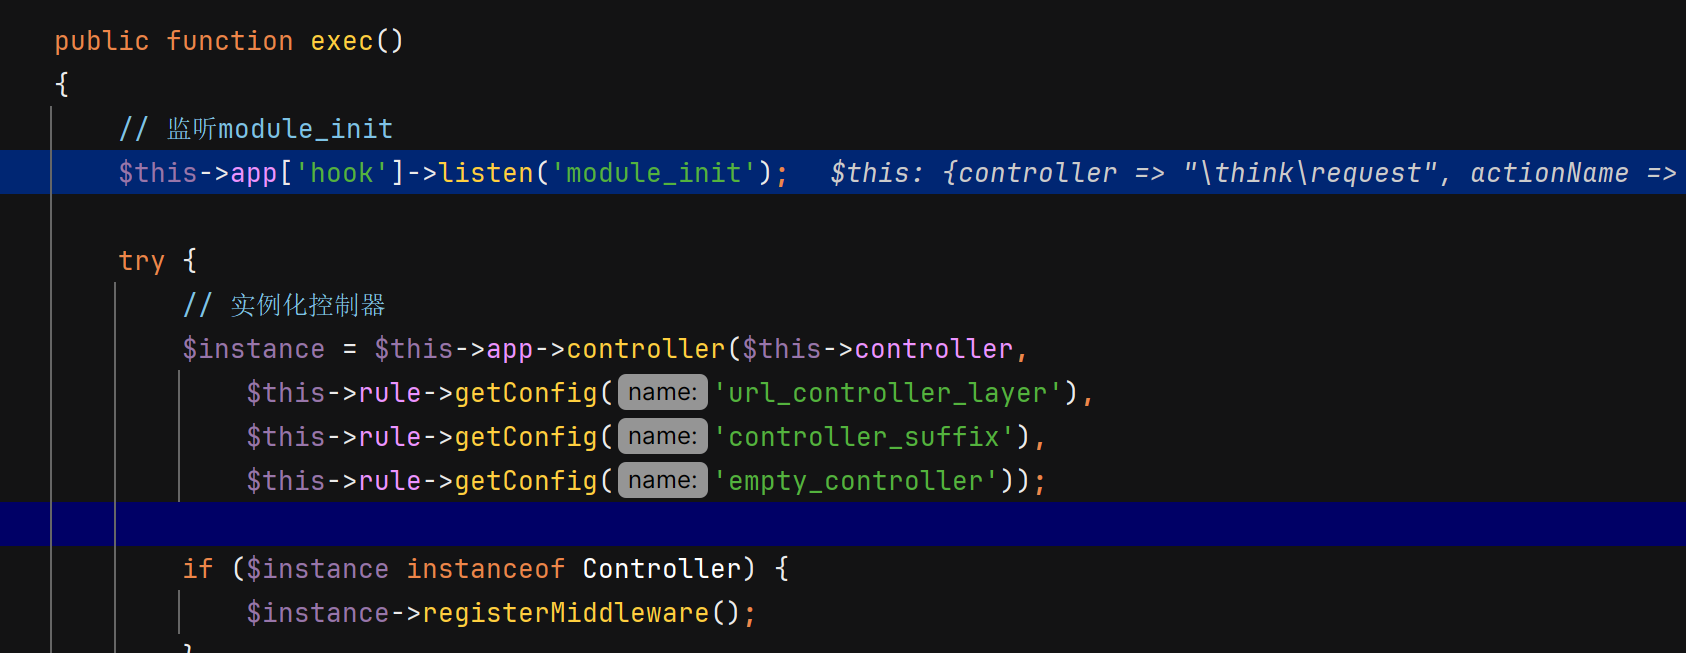 public function exec()
{
// 监听module_init
$this->app['hook']->listen('module_init'); $this: {controller => "\think\request", actionName =>
try {
// 实例化控制器
$instance = $this->app->controller($this->controller,
$this->rule->getConfig( name: 'url_controller_layer'),
$this->rule->getConfig( name: 'controller_suffix'),
$this->rule->getConfig( name: 'empty_controller'));
if ($instance instanceof Controller) {
$instance->registerMiddleware();
}